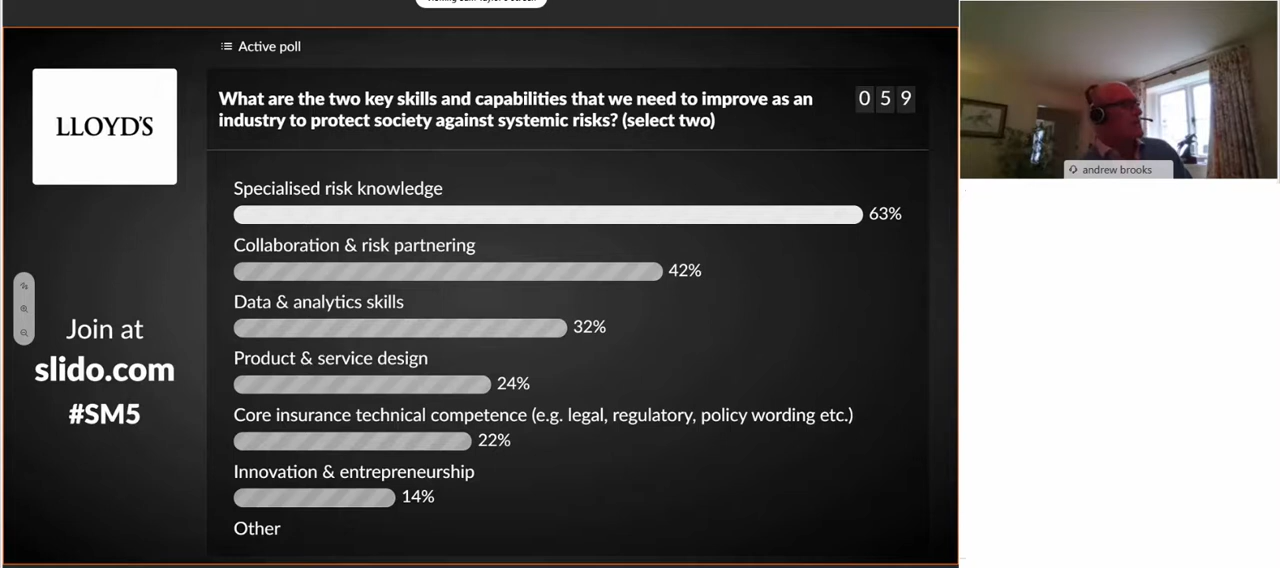 Active poll
LLOYD'S
What are the two key skills and capabilities that we need to improve as an
industry to protect society against systemic risks? (select two)
0 5 9
Specialised risk knowledge
63%
Collaboration & risk partnering
42%
Data & analytics skills
32%
Product & service design
24%
Core insurance technical competence (e.g. legal, regulatory, policy wording etc.)
22%
Innovation & entrepreneurship
14%
Other
Join at
slido.com
#SM5
andrew brooks